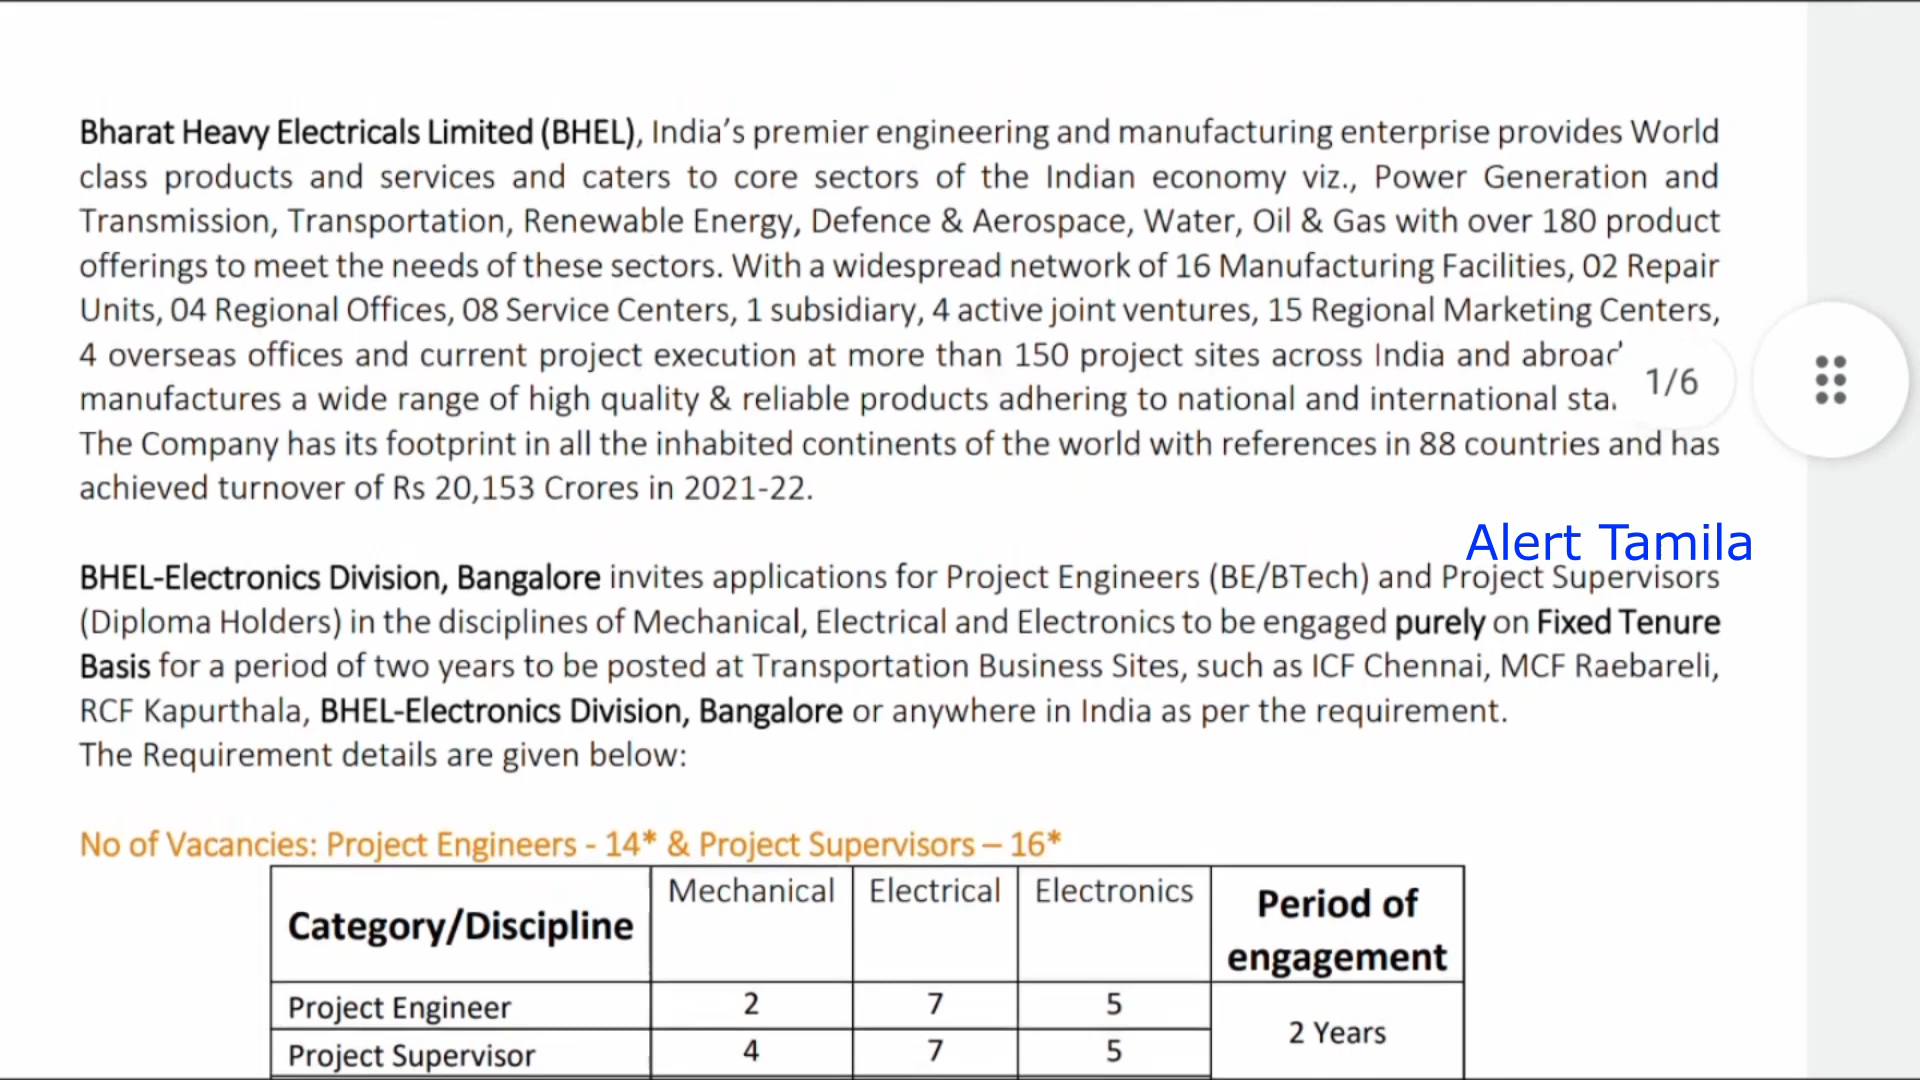 Bharat Heavy Electricals Limited (BHEL), India's premier engineering and manufacturing enterprise provides World
class products and services and caters to core sectors of the Indian economy viz., Power Generation and
Transmission, Transportation, Renewable Energy, Defence & Aerospace, Water, Oil & Gas with over 180 product
offerings to meet the needs of these sectors. With a widespread network of 16 Manufacturing Facilities, 02 Repair
Units, 04 Regional Offices, 08 Service Centers, 1 subsidiary, 4 active joint ventures, 15 Regional Marketing Centers,
4 overseas offices and current project execution at more than 150 project sites across India and
manufactures a wide range of high quality & reliable products adhering to national and international
1/6
The Company has its footprint in all the inhabited continents of the world with references in 88 countries and has
achieved turnover of Rs 20,153 Crores in 2021-22.
Alert Tamila
BHEL-Electronics Division, Bangalore invites applications for Project Engineers (BE/BTech) and Project Supervisors
(Diploma Holders) in the disciplines of Mechanical, Electrical and Electronics to be engaged purely on Fixed Tenure
Basis for a period of two years to be posted at Transportation Business Sites, such as ICF Chennai, MCF Raebareli,
RCF Kapurthala, BHEL-Electronics Division, Bangalore or anywhere in India as per the requirement.
The Requirement details are given below:
No of Vacancies: Project Engineers - 14* & Project Supervisors – 16*
Category/Discipline Mechanical Electrical Electronics Period of engagement
Project Engineer 2 7 5 2 Years
Project Supervisor 4 7 5